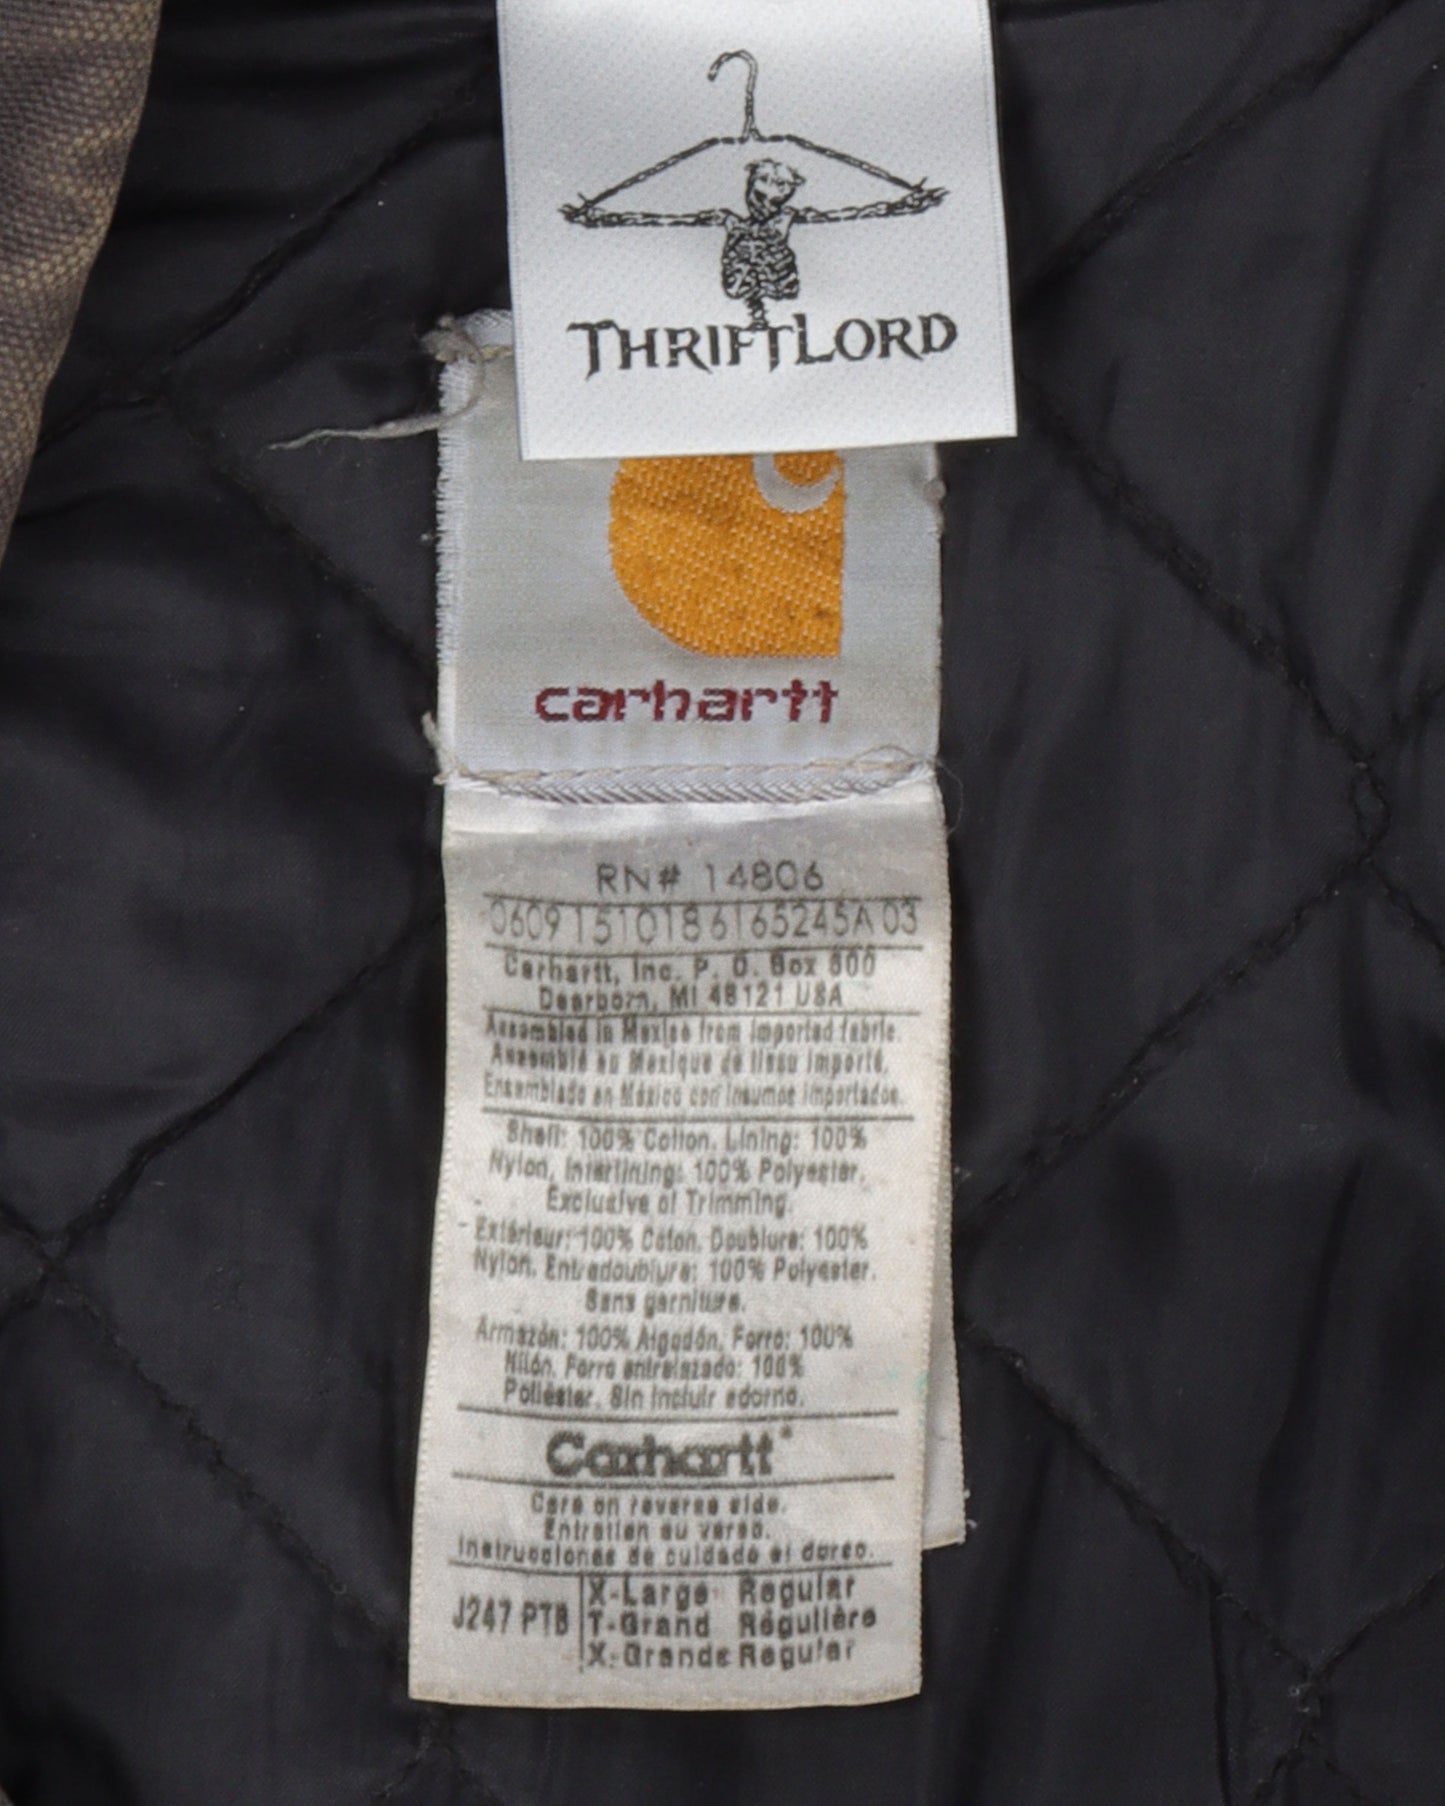 THRIFTLORD
carhartt
RN# 14806
0609151018616 5245A 03
Carhartt, Inc. P. O. Box 600
Dearborn, MI 48121 USA
Assembled in Mexico from imported fabric.
Assemblé au Mexique de tissu importé.
Ensamblado en México con insumos importados.
Shell: 100% Cotton, Lining: 100%
Nylon, Interlining: 100% Polyester.
Exclusive of Trimming.
Extérieur: 100% Coton, Doublure: 100%
Nylon, Entredoublure: 100% Polyester.
Sans garniture.
Armazón: 100% Algodón, Forro: 100%
Nilón, Forro entrelazado: 100%
Poliéster. Sin incluir adorno.
Carhartt®
Care on reverse side.
Entretien au verso.
Instrucciones de cuidado al dorso.
J247 PTB X-Large Regular
T-Grand Régulière
X-Grande Regular